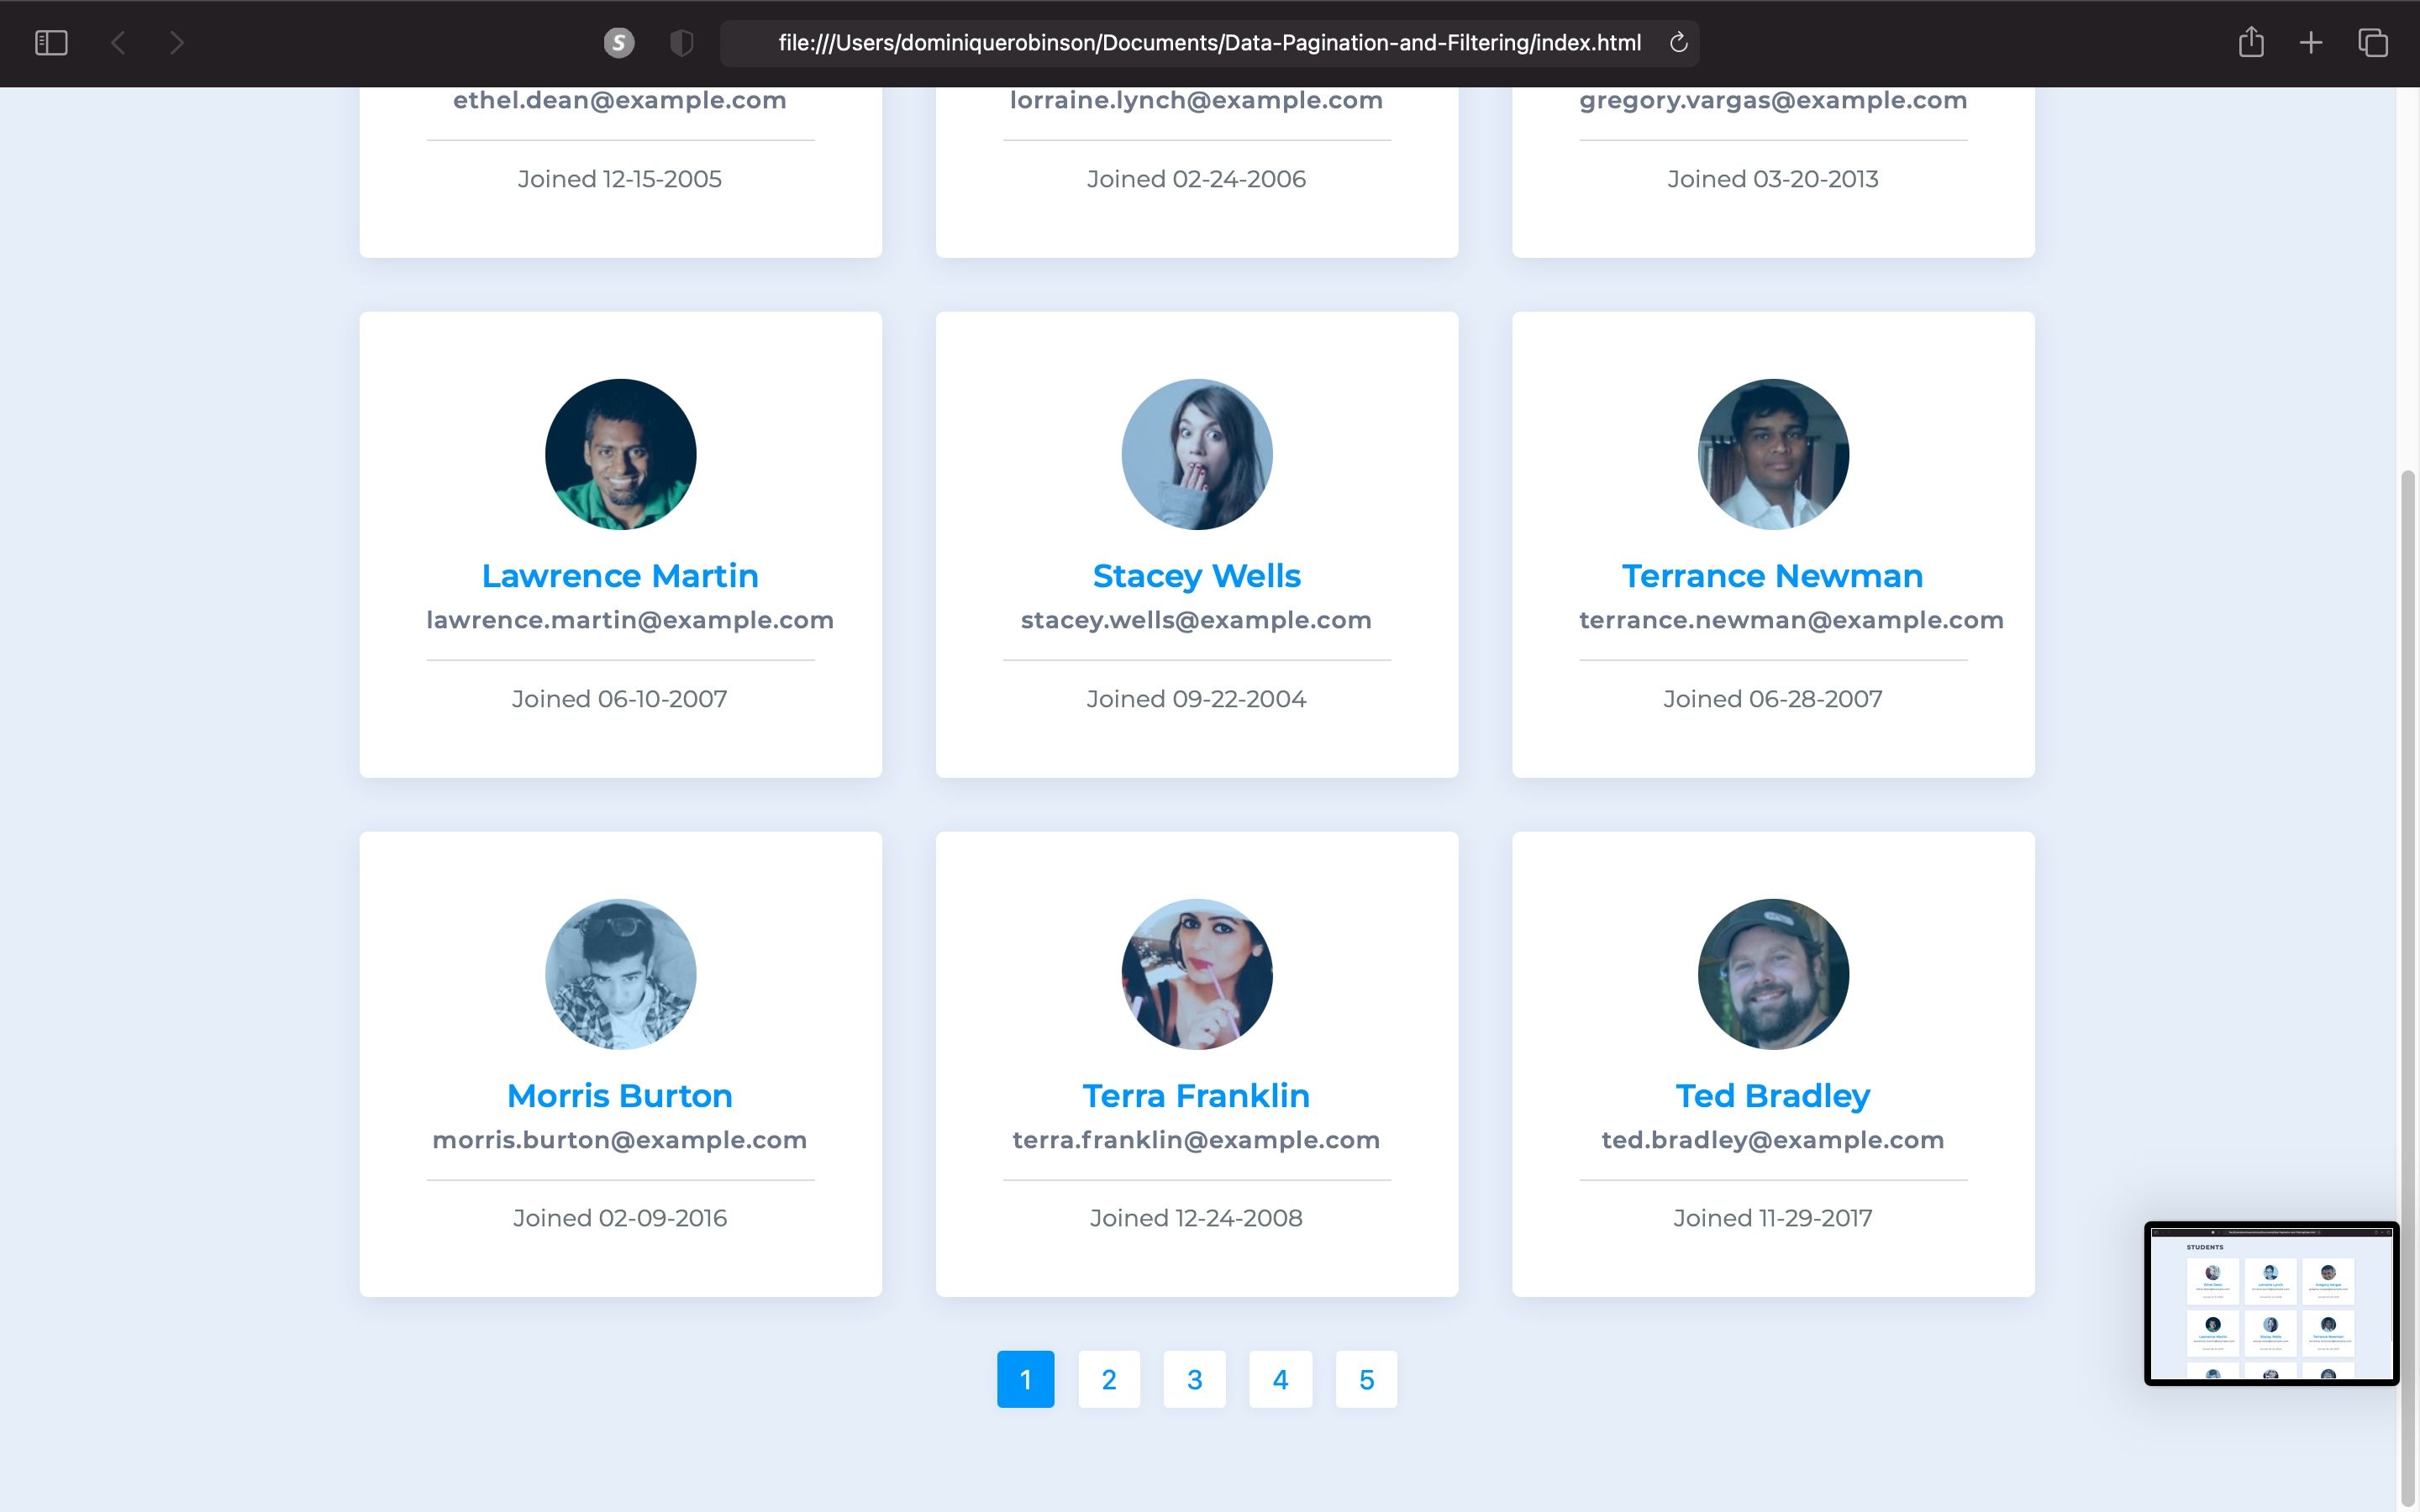 S
file:///Users/dominiquerobinson/Documents/Data-Pagination-and-Filtering/index.html
ethel.dean@example.com lorraine.lynch@example.com gregory.vargas@example.com
Joined 12-15-2005 Joined 02-24-2006 Joined 03-20-2013
Lawrence Martin Stacey Wells Terrance Newman
lawrence.martin@example.com stacey.wells@example.com terrance.newman@example.com
Joined 06-10-2007 Joined 09-22-2004 Joined 06-28-2007
Morris Burton Terra Franklin Ted Bradley
morris.burton@example.com terra.franklin@example.com ted.bradley@example.com
Joined 02-09-2016 Joined 12-24-2008 Joined 11-29-2017
STUDENTS
1 2 3 4 5